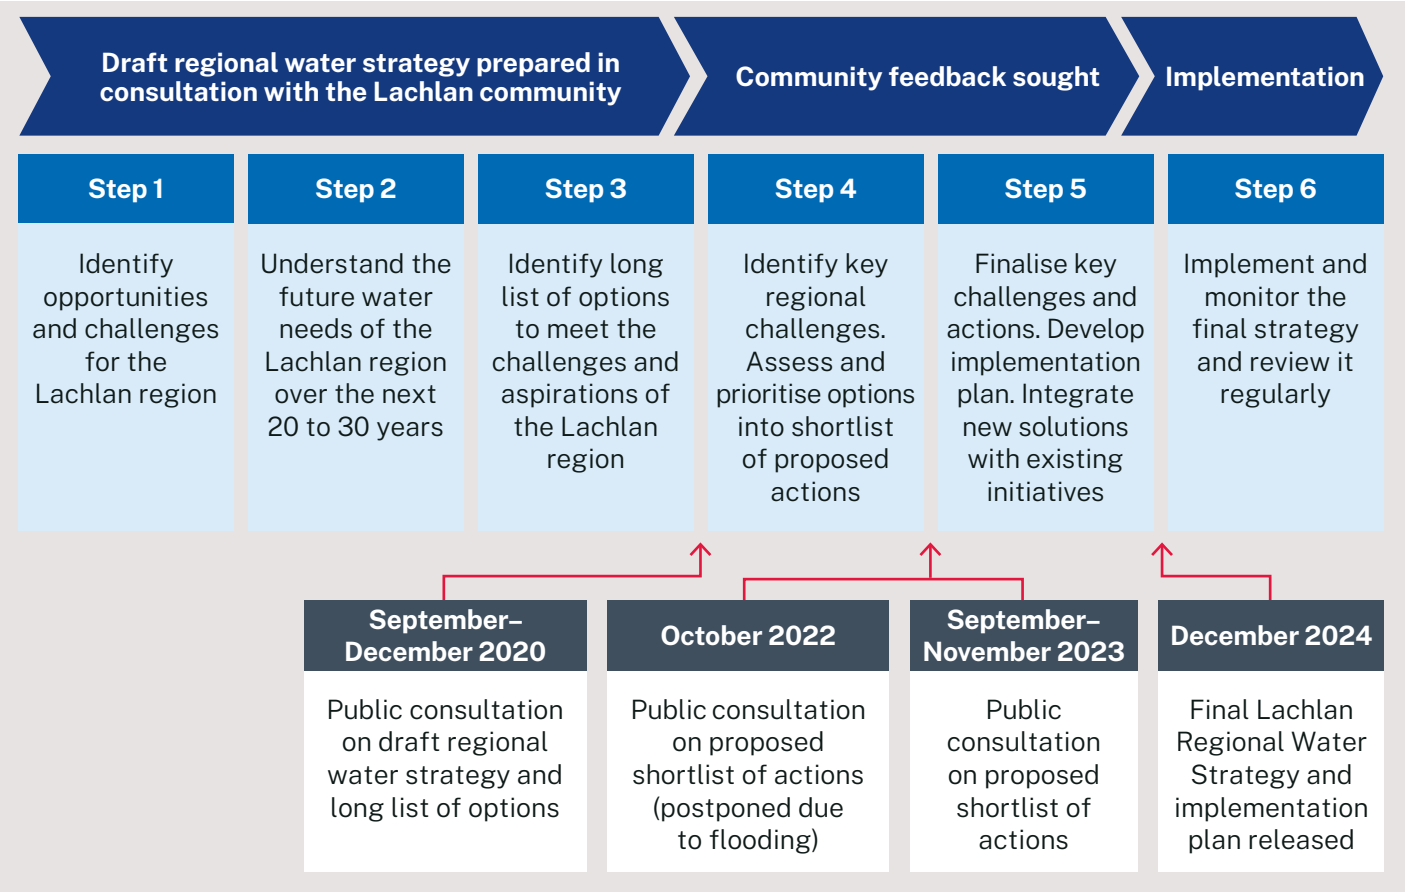 Draft regional water strategy prepared in
consultation with the Lachlan community
Community feedback sought
Implementation
Step 1
Identify
opportunities
and challenges
for the
Lachlan region
Step 2
Understand the
future water
needs of the
Lachlan region
over the next
20 to 30 years
Step 3
Identify long
list of options
to meet the
challenges and
aspirations of
the Lachlan
region
Step 4
Identify key
regional
challenges.
Assess and
prioritise options
into shortlist
of proposed
actions
Step 5
Finalise key
challenges and
actions. Develop
implementation
plan. Integrate
new solutions
with existing
initiatives
Step 6
Implement and
monitor the
final strategy
and review it
regularly
September–
December 2020
Public consultation
on draft regional
water strategy and
long list of options
October 2022
Public consultation
on proposed
shortlist of actions
(postponed due
to flooding)
September–
November 2023
Public
consultation
on proposed
shortlist of
actions
December 2024
Final Lachlan
Regional Water
Strategy and
implementation
plan released